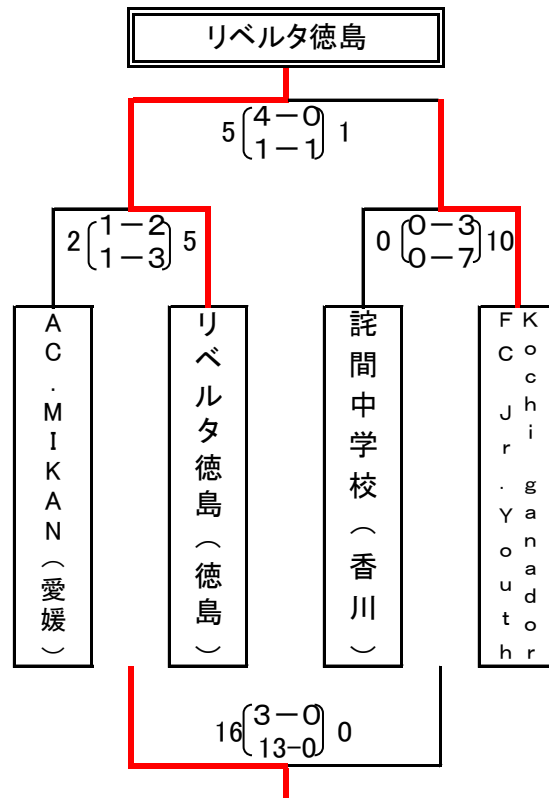 リベルタ徳島
5 4－0 1
1－1
2 1－2 5
1－3
0 0－3 10
0－7
AC.MIKAN（愛媛）
リベルタ徳島（徳島）
詫間中学校（香川）
Kochi ganador
FC Jr.Youth
16 3－0 0
13-0